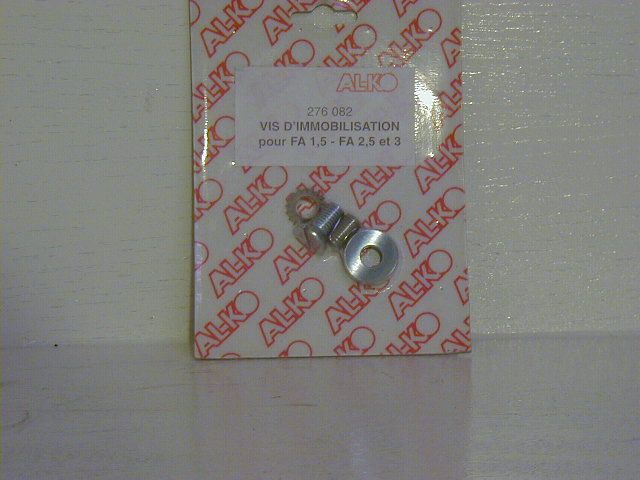 AL-KO
276 082
VIS D'IMMOBILISATION
pour FA 1,5 - FA 2,5 et 3